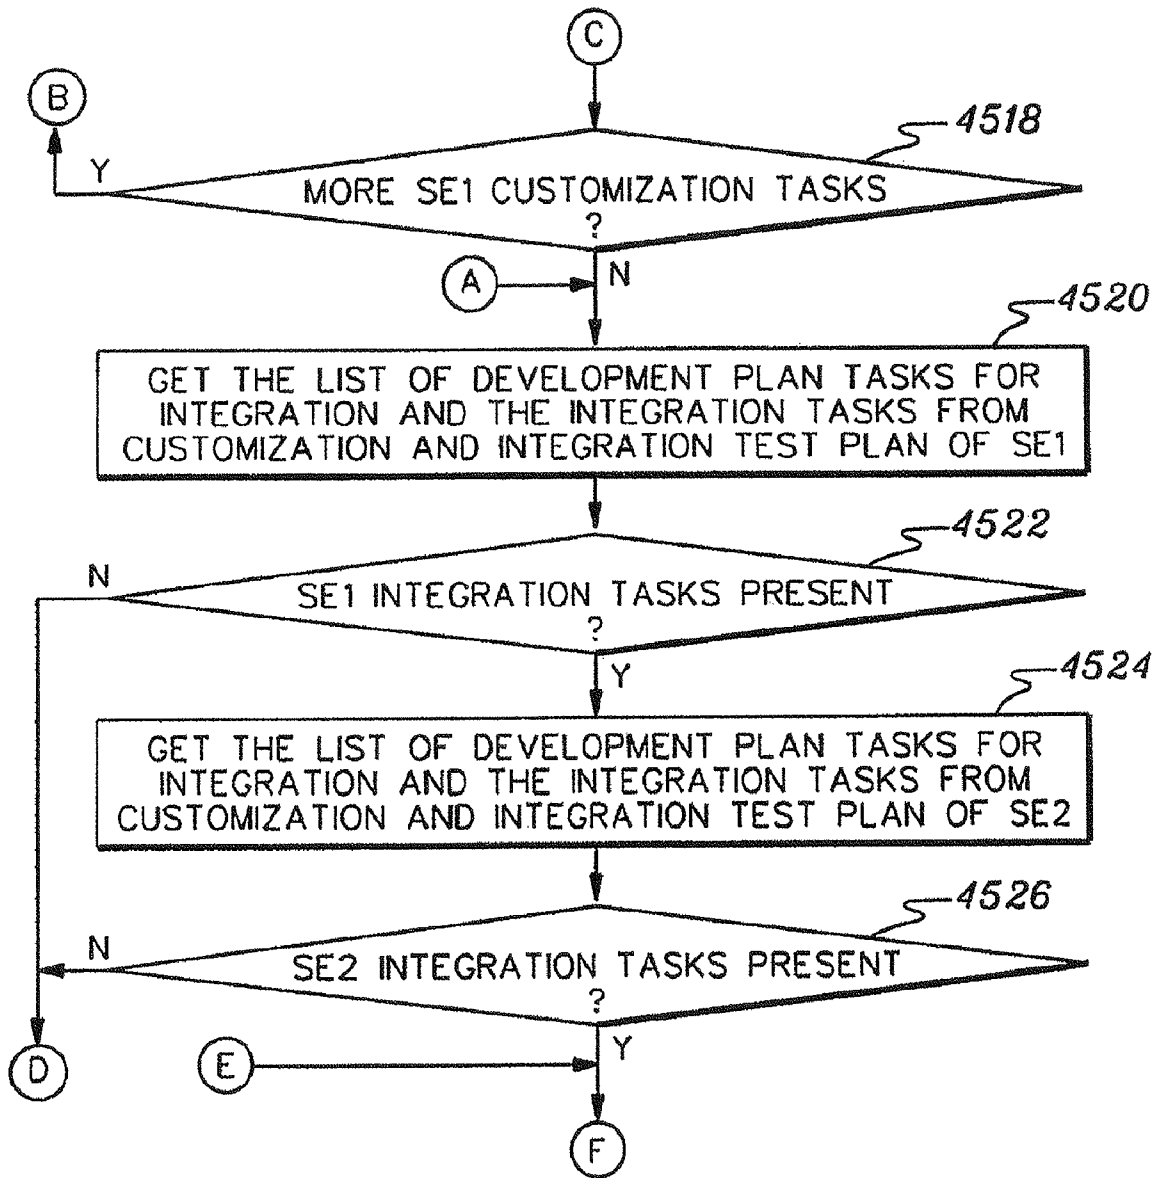 C
B
4518
Y
MORE SE1 CUSTOMIZATION TASKS
?
A
N
4520
GET THE LIST OF DEVELOPMENT PLAN TASKS FOR
INTEGRATION AND THE INTEGRATION TASKS FROM
CUSTOMIZATION AND INTEGRATION TEST PLAN OF SE1
4522
N
SE1 INTEGRATION TASKS PRESENT
?
Y
4524
GET THE LIST OF DEVELOPMENT PLAN TASKS FOR
INTEGRATION AND THE INTEGRATION TASKS FROM
CUSTOMIZATION AND INTEGRATION TEST PLAN OF SE2
4526
N
SE2 INTEGRATION TASKS PRESENT
?
Y
D
E
F